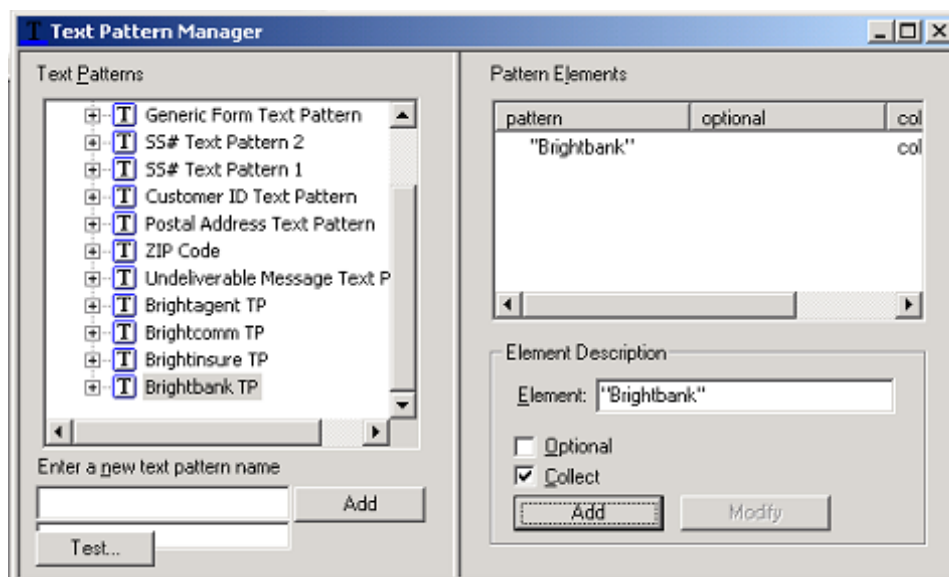 Text Pattern Manager
Text Patterns
Generic Form Text Pattern
SS# Text Pattern 2
SS# Text Pattern 1
Customer ID Text Pattern
Postal Address Text Pattern
ZIP Code
Undeliverable Message Text P
Brightagent TP
Brightcomm TP
Brightinsure TP
Brightbank TP
Enter a new text pattern name
Add
Test...
Pattern Elements
pattern optional col
"Brightbank" col
Element Description
Element: "Brightbank"
Optional
Collect
Add Modify